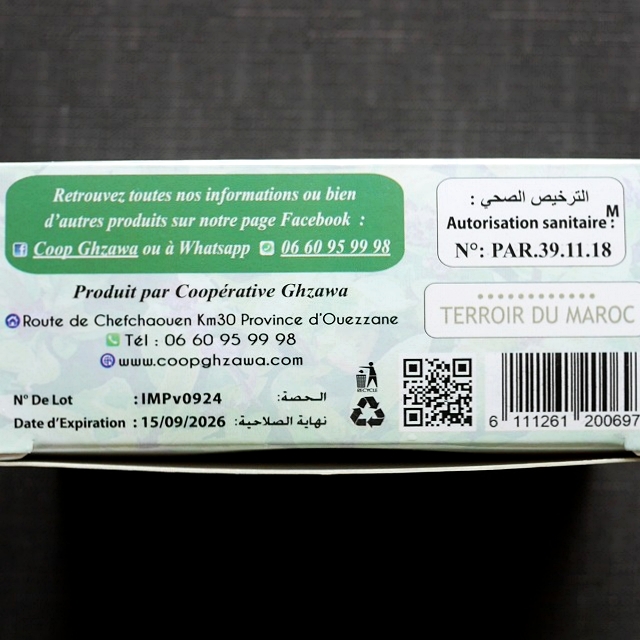 Retrouvez toutes nos informations ou bien
d'autres produits sur notre page Facebook :
Coop Ghzawa ou à Whatsapp 06 60 95 99 98
الترخيص الصحي :
Autorisation sanitaire :
M
N°: PAR.39.11.18
Produit par Coopérative Ghzawa
Route de Chefchaouen Km30 Province d'Ouezzane
Tél : 06 60 95 99 98
www.coopghzawa.com
TERROIR DU MAROC
N° De Lot : IMPv0924 الحصة:
Date d'Expiration : 15/09/2026 نهاية الصلاحية:
RECYCLE
6 111261 200697